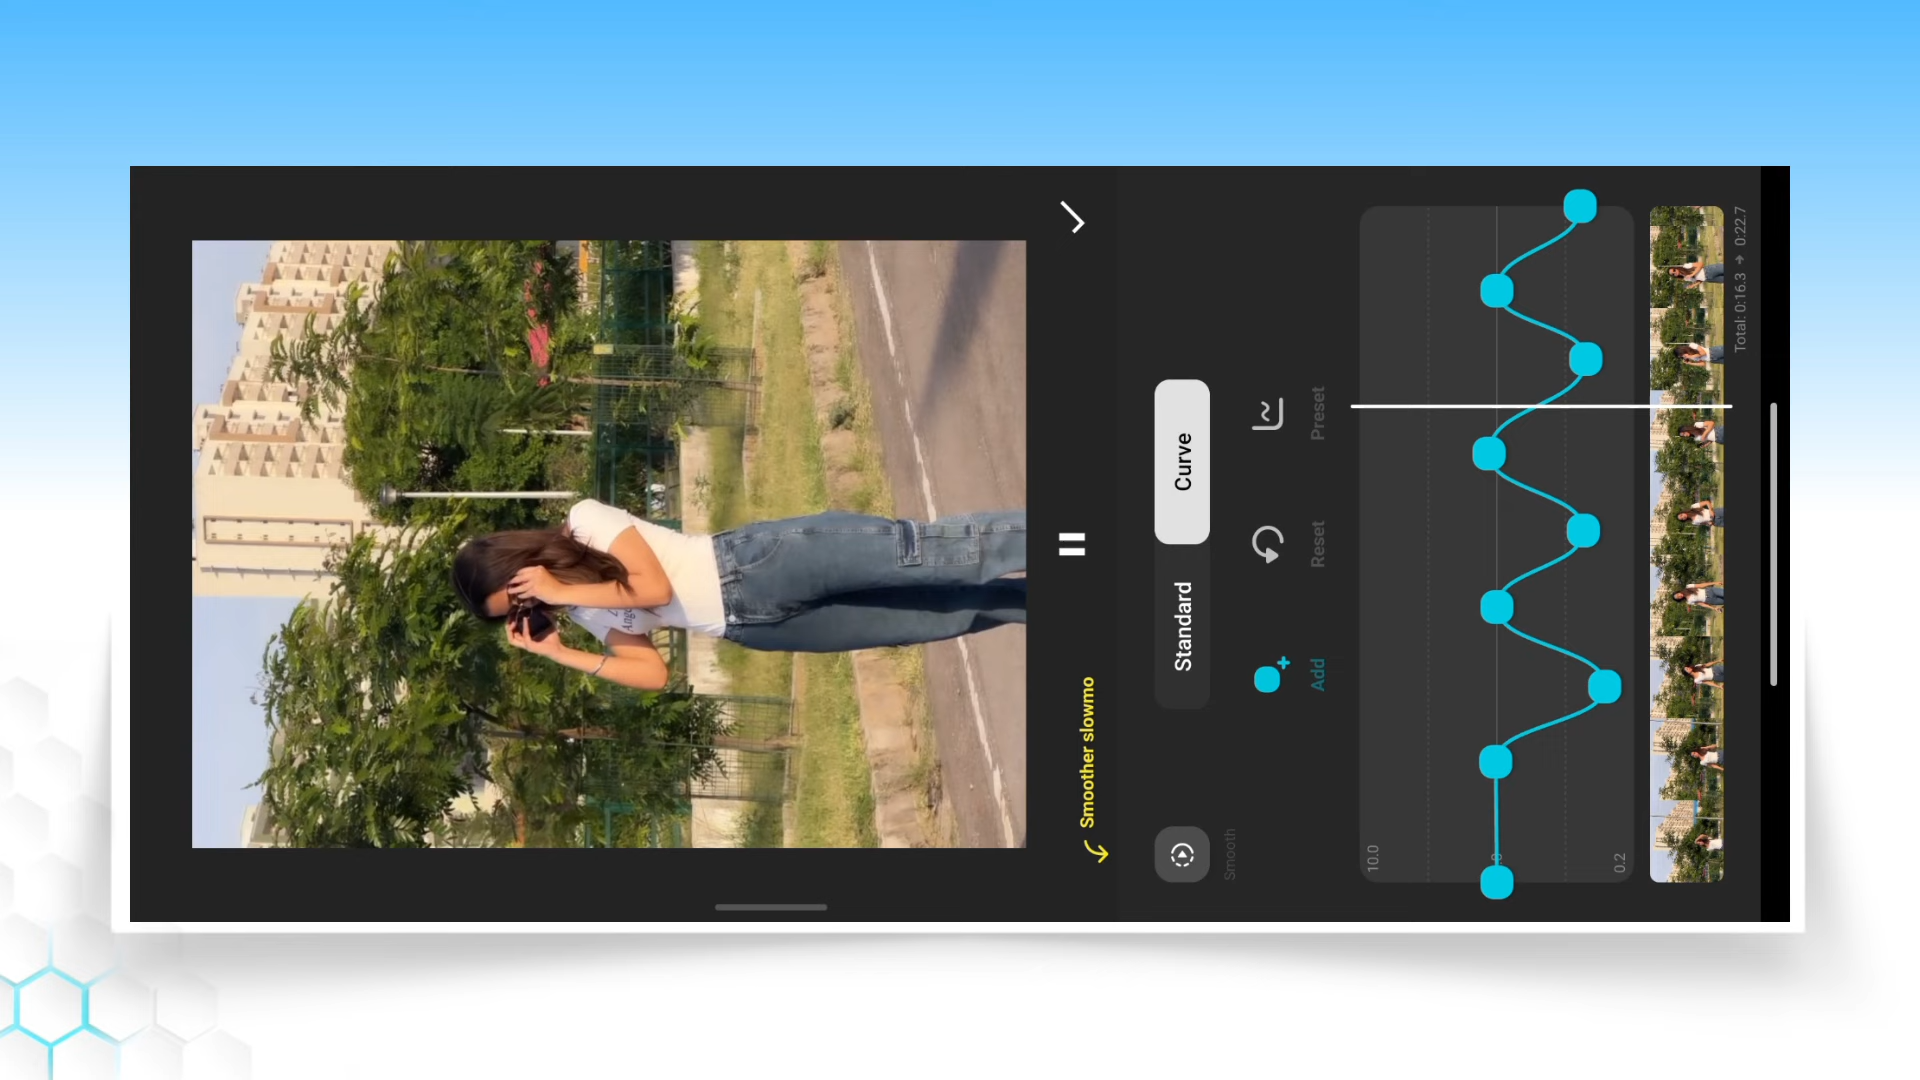 Smoother slowmo
Smooth
Standard
Curve
Add
Reset
Preset
10.0
0.2
Total: 0:16.3 → 0:22.7